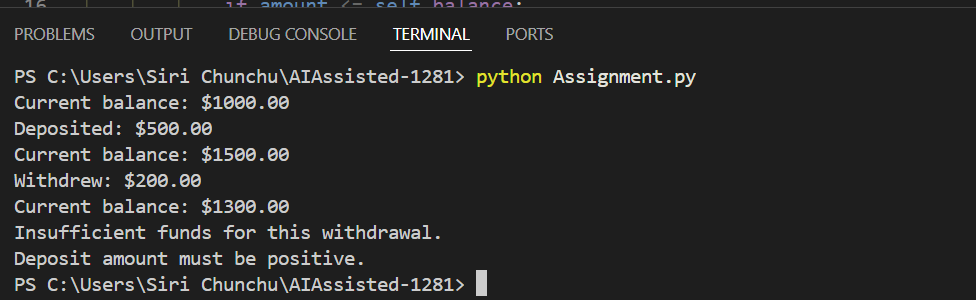 16 if amount <= self.balance:
PROBLEMS OUTPUT DEBUG CONSOLE TERMINAL PORTS
PS C:\Users\Siri Chunchu\AIAssisted-1281> python Assignment.py
Current balance: $1000.00
Deposited: $500.00
Current balance: $1500.00
Withdrew: $200.00
Current balance: $1300.00
Insufficient funds for this withdrawal.
Deposit amount must be positive.
PS C:\Users\Siri Chunchu\AIAssisted-1281>